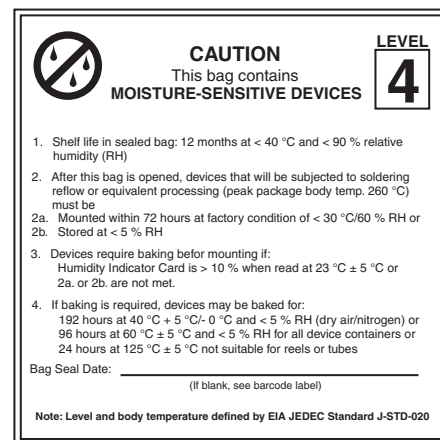 LEVEL
4
CAUTION
This bag contains
MOISTURE-SENSITIVE DEVICES
1. Shelf life in sealed bag: 12 months at < 40 °C and < 90 % relative
humidity (RH)
2. After this bag is opened, devices that will be subjected to soldering
reflow or equivalent processing (peak package body temp. 260 °C)
must be
2a. Mounted within 72 hours at factory condition of < 30 °C/60 % RH or
2b. Stored at < 5 % RH
3. Devices require baking befor mounting if:
Humidity Indicator Card is > 10 % when read at 23 °C ± 5 °C or
2a. or 2b. are not met.
4. If baking is required, devices may be baked for:
192 hours at 40 °C + 5 °C/- 0 °C and < 5 % RH (dry air/nitrogen) or
96 hours at 60 °C ± 5 °C and < 5 % RH for all device containers or
24 hours at 125 °C ± 5 °C not suitable for reels or tubes
Bag Seal Date:
(If blank, see barcode label)
Note: Level and body temperature defined by EIA JEDEC Standard J-STD-020